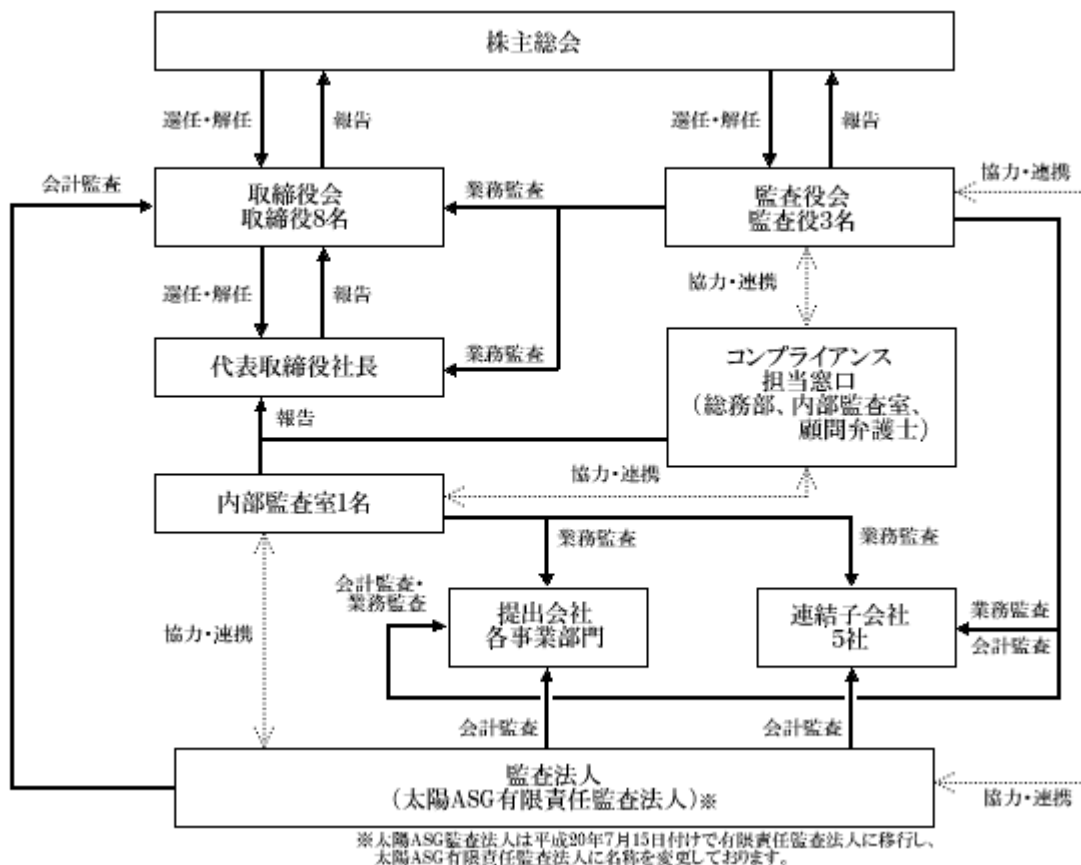 株主総会
選任・解任
報告
選任・解任
報告
会計監査
取締役会
取締役8名
業務監査
監査役会
監査役3名
協力・連携
選任・解任
報告
協力・連携
代表取締役社長
業務監査
コンプライアンス
担当窓口
(総務部、内部監査室、
顧問弁護士)
報告
協力・連携
内部監査室1名
業務監査
業務監査
会計監査・
業務監査
提出会社
各事業部門
連結子会社
5社
業務監査
会計監査
協力・連携
会計監査
会計監査
監査法人
(太陽ASG有限責任監査法人)※
協力・連携
※太陽ASG監査法人は平成20年7月15日付けで有限責任監査法人に移行し、
太陽ASG有限責任監査法人に名称を変更しております。